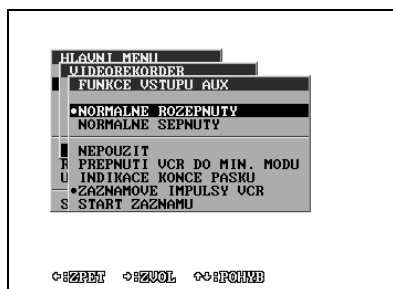 HLAVNI MENU
VIDEOREKORDER
FUNKCE VSTUPU AUX
•NORMALNE ROZEPNUTY
NORMALNE SEPNUTY
NEPOUZIT
R PREPNUTI VCR DO MIN. MODU
U INDIKACE KONCE PASKU
•ZAZNAMOVE IMPULSY VCR
S START ZAZNAMU
⇦:ZPET ⇨:ZVOL ⇧⇩:POHYB